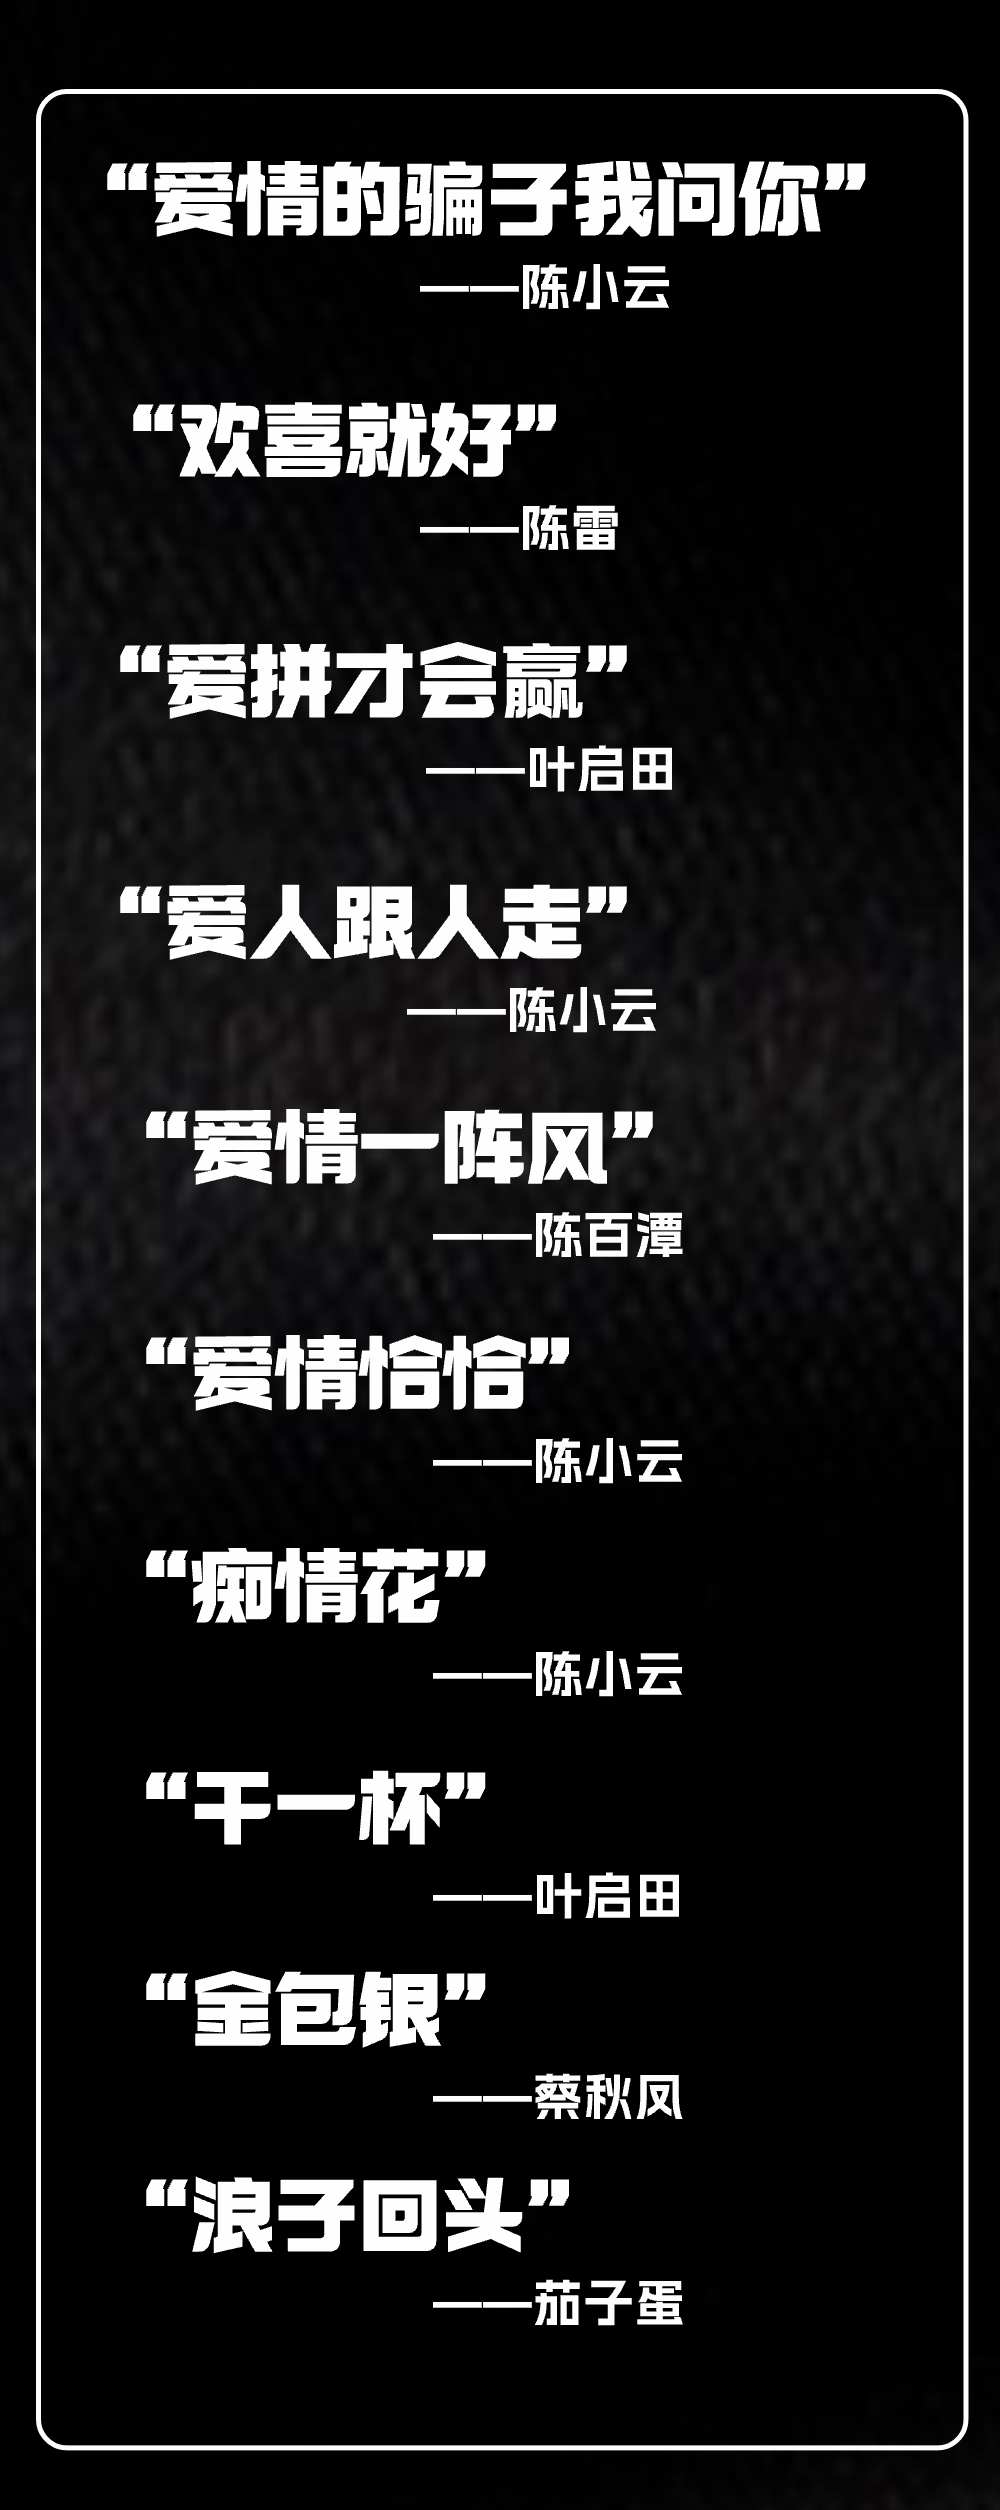 “爱情的骗子我问你”
——陈小云
“欢喜就好”
——陈雷
“爱拼才会赢”
——叶启田
“爱人跟人走”
——陈小云
“爱情一阵风”
——陈百潭
“爱情恰恰”
——陈小云
“痴情花”
——陈小云
“干一杯”
——叶启田
“金包银”
——蔡秋凤
“浪子回头”
——茄子蛋